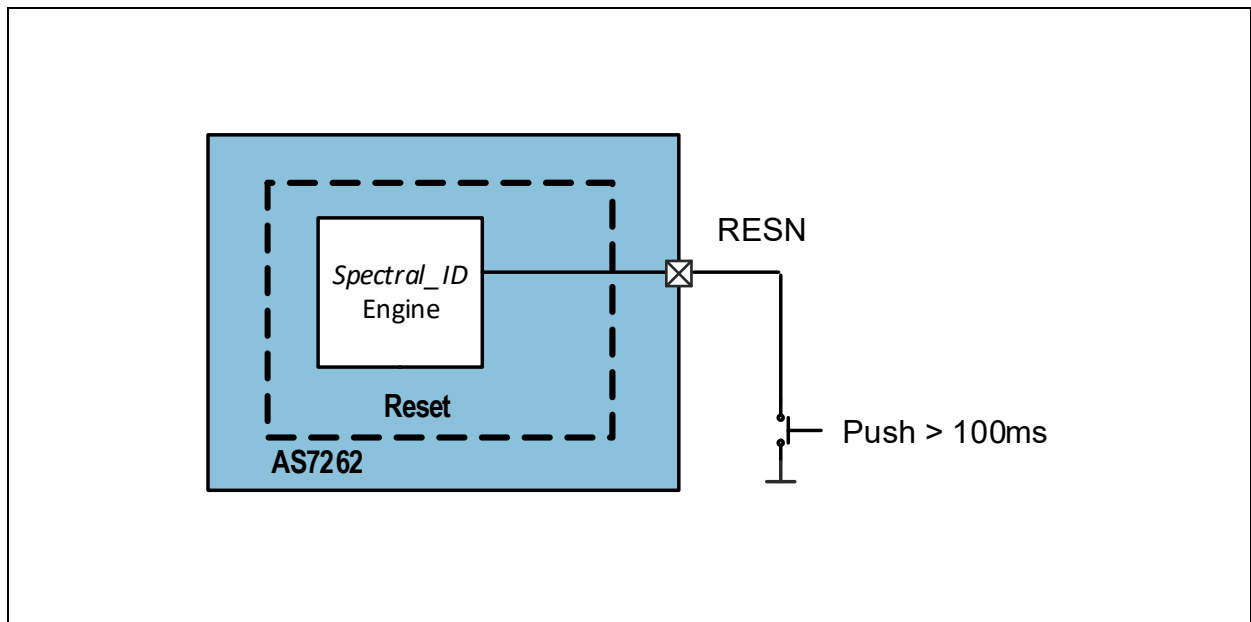 RESN
Spectral_ID
Engine
Reset
Push > 100ms
AS7262